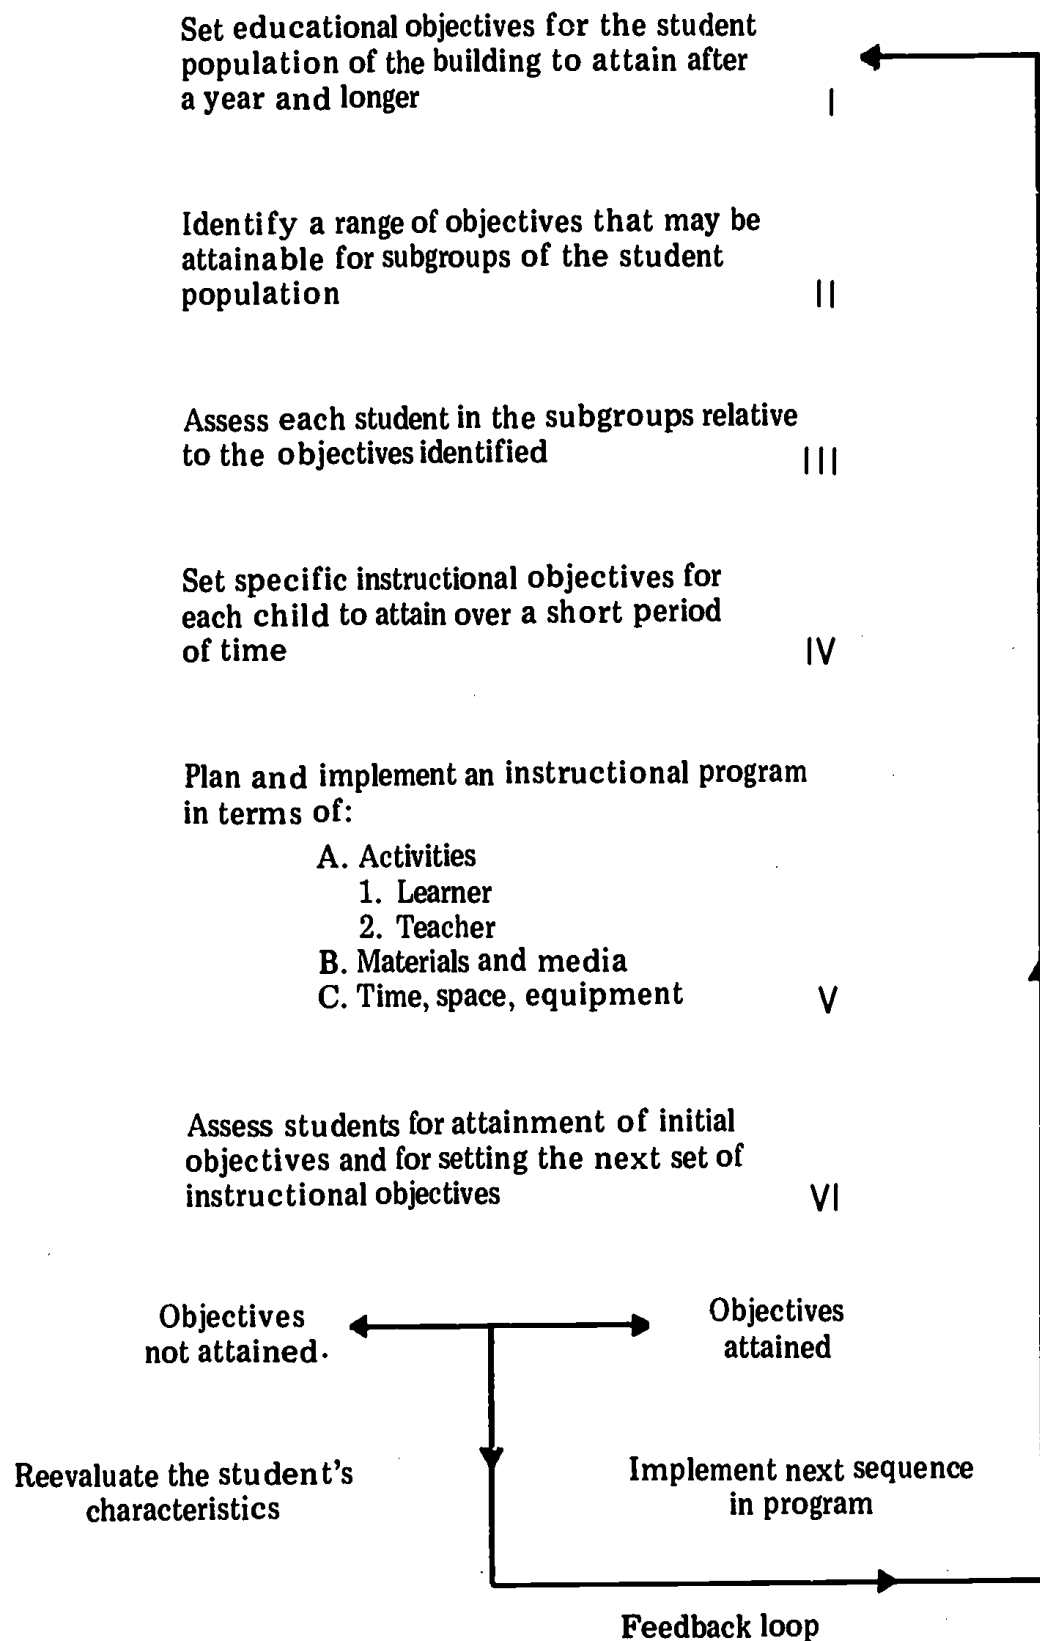 Set educational objectives for the student
population of the building to attain after
a year and longer
I
Identify a range of objectives that may be
attainable for subgroups of the student
population
II
Assess each student in the subgroups relative
to the objectives identified
III
Set specific instructional objectives for
each child to attain over a short period
of time
IV
Plan and implement an instructional program
in terms of:
A. Activities
1. Learner
2. Teacher
B. Materials and media
C. Time, space, equipment
V
Assess students for attainment of initial
objectives and for setting the next set of
instructional objectives
VI
Objectives
not attained.
Objectives
attained
Reevaluate the student's
characteristics
Implement next sequence
in program
Feedback loop